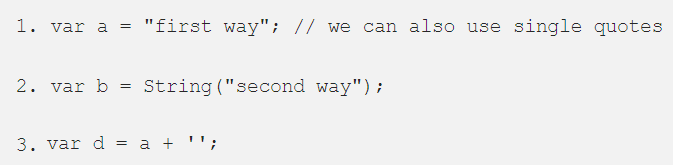 1. var a = "first way"; // we can also use single quotes
2. var b = String("second way");
3. var d = a + '';